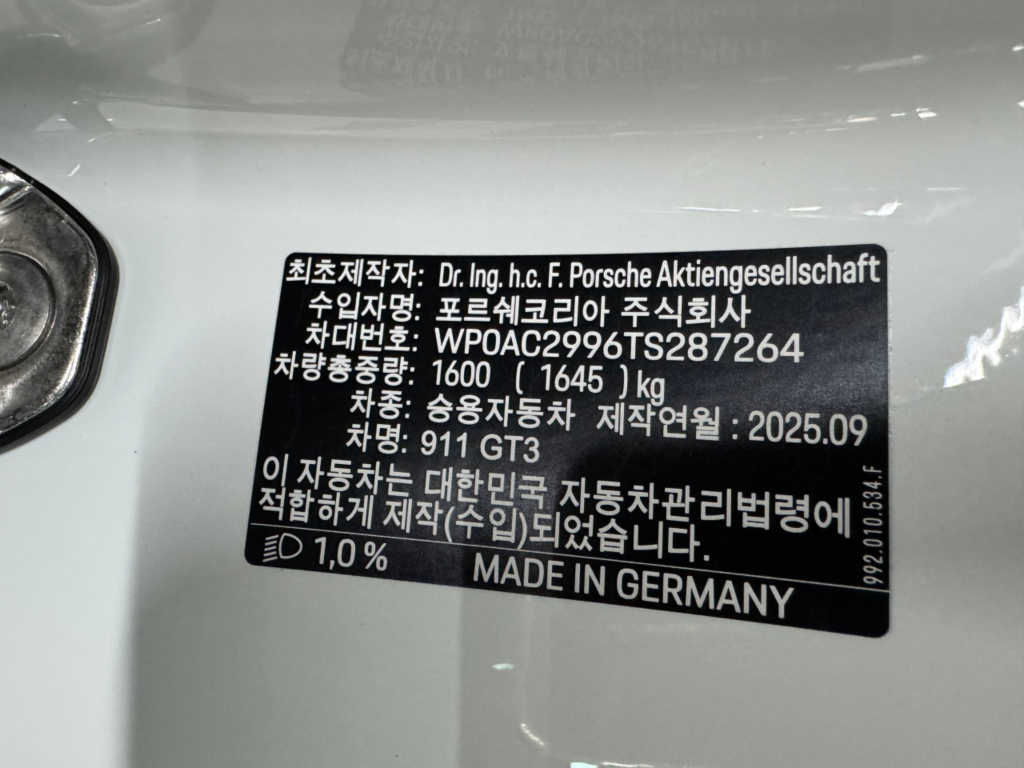 최초제작자: Dr. Ing. h.c. F. Porsche Aktiengesellschaft
수입자명: 포르쉐코리아 주식회사
차대번호: WP0AC2996TS287264
차량총중량: 1600 ( 1645 ) kg
차종: 승용자동차 제작연월 : 2025.09
차명: 911 GT3
이 자동차는 대한민국 자동차관리법령에
적합하게 제작(수입)되었습니다.
992.010.534.F
1,0 %
MADE IN GERMANY